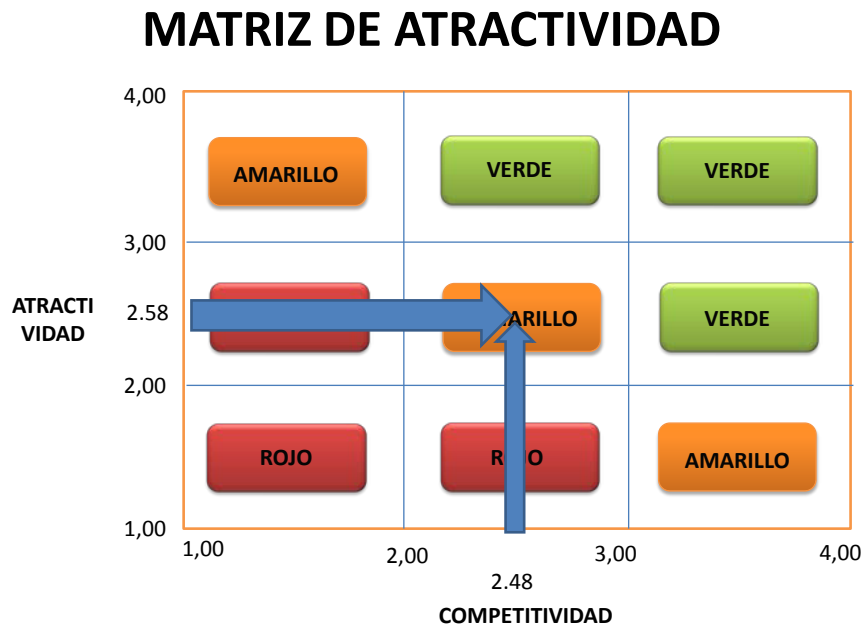 MATRIZ DE ATRACTIVIDAD
4,00
AMARILLO
VERDE
VERDE
3,00
ATRACTI
VIDAD
2.58
ARILLO
VERDE
2,00
ROJO
AMARILLO
1,00
1,00
2,00
3,00
4,00
2.48
COMPETITIVIDAD